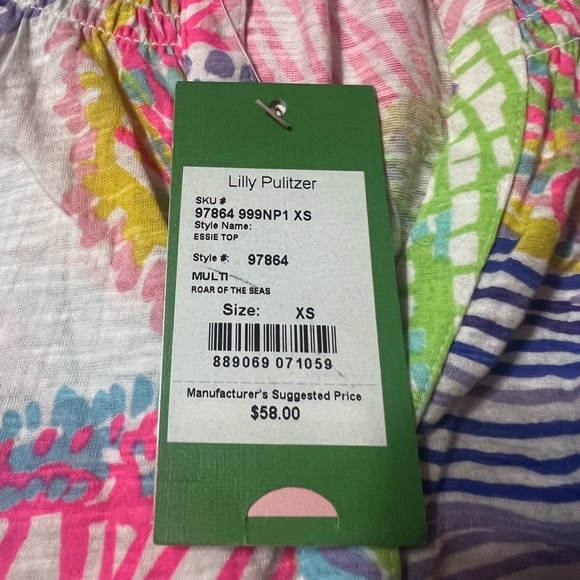 Lilly Pulitzer
SKU #
97864 999NP1 XS
Style Name:
ESSIE TOP
Style #: 97864
MULTI
ROAR OF THE SEAS
Size: XS
889069 071059
Manufacturer's Suggested Price
$58.00